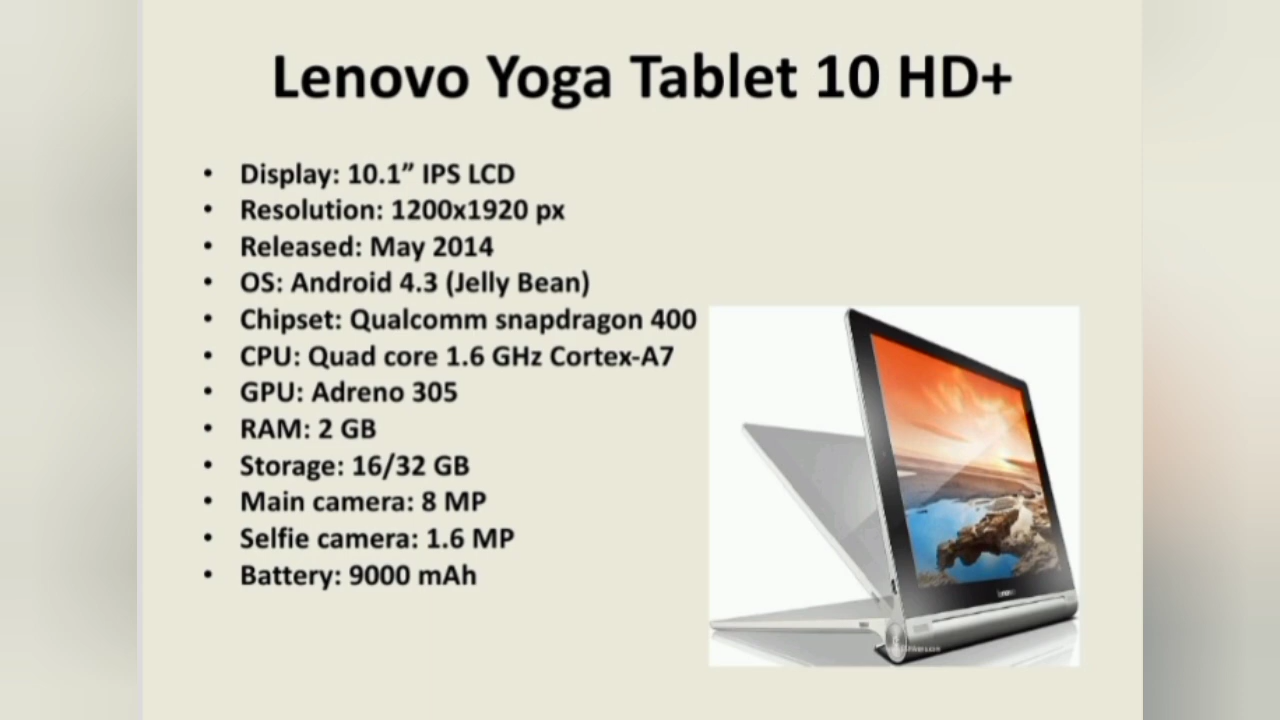 Lenovo Yoga Tablet 10 HD+
• Display: 10.1” IPS LCD
• Resolution: 1200x1920 px
• Released: May 2014
• OS: Android 4.3 (Jelly Bean)
• Chipset: Qualcomm snapdragon 400
• CPU: Quad core 1.6 GHz Cortex-A7
• GPU: Adreno 305
• RAM: 2 GB
• Storage: 16/32 GB
• Main camera: 8 MP
• Selfie camera: 1.6 MP
• Battery: 9000 mAh
lenovo